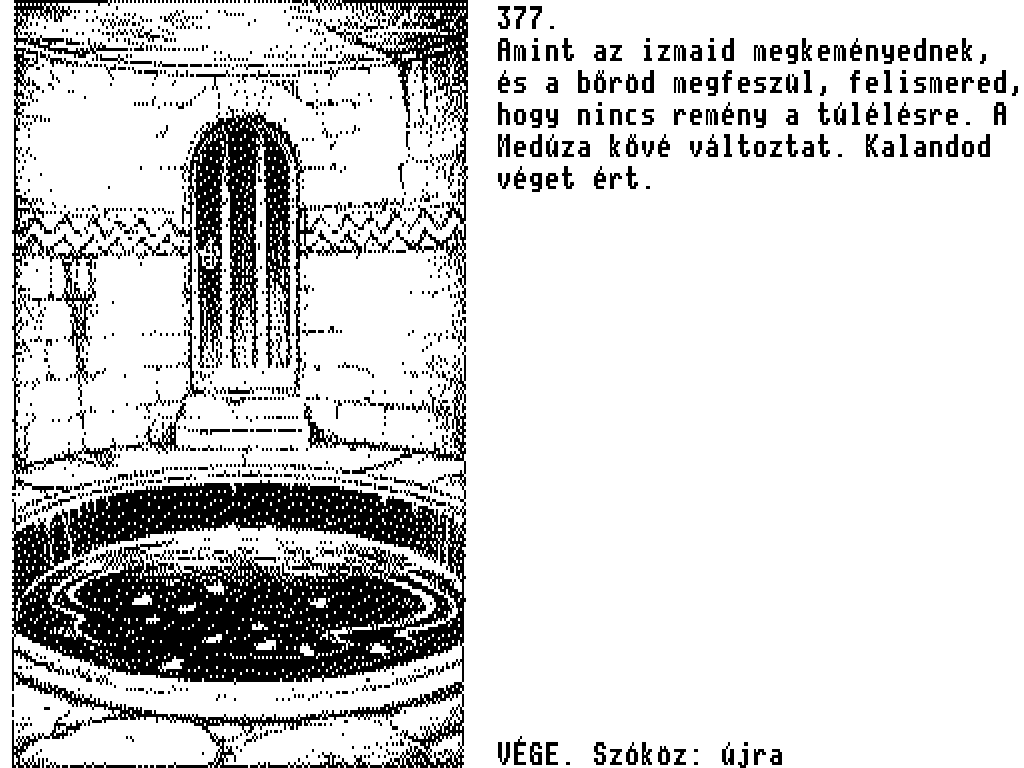 377.
Amint az izmaid megkeményednek,
és a bőröd megfeszül, felismered,
hogy nincs remény a túlélésre. A
Medúza kővé változtat. Kalandod
véget ért.
VÉGE. Szóköz: újra